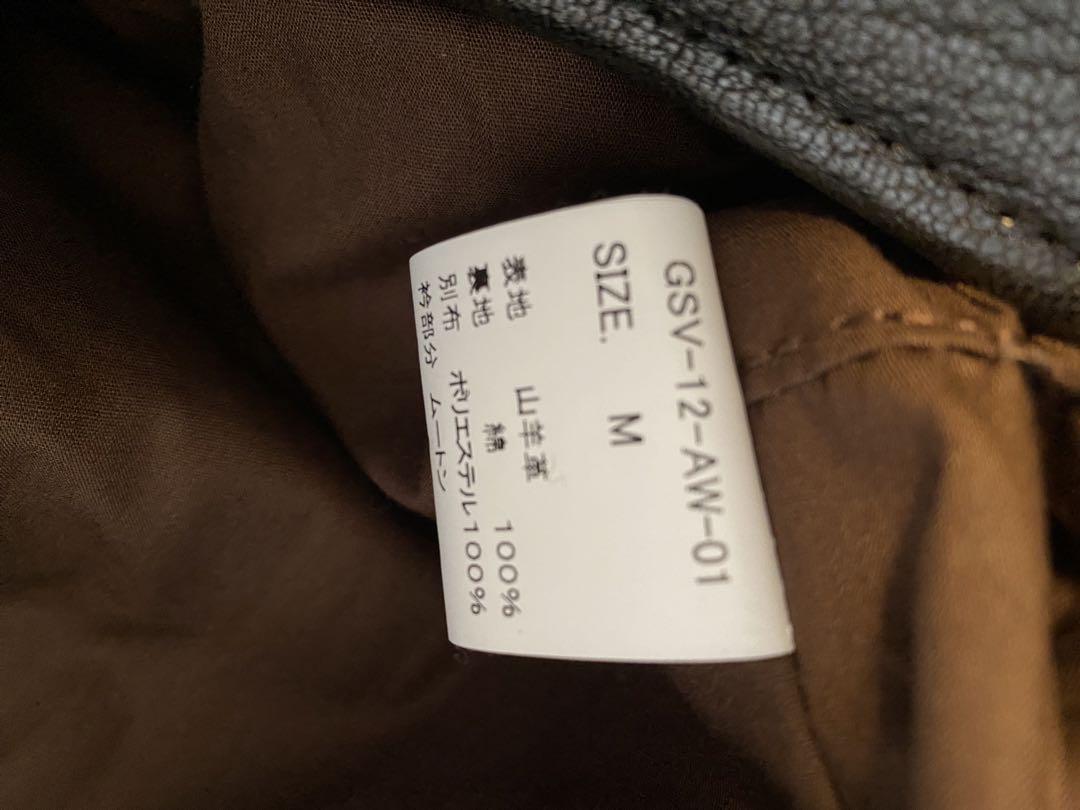 GSV-12-AW-01
SIZE. M
表地 山羊革
裏地 綿 100%
別布 ポリエステル100%
衿部分 ムートン